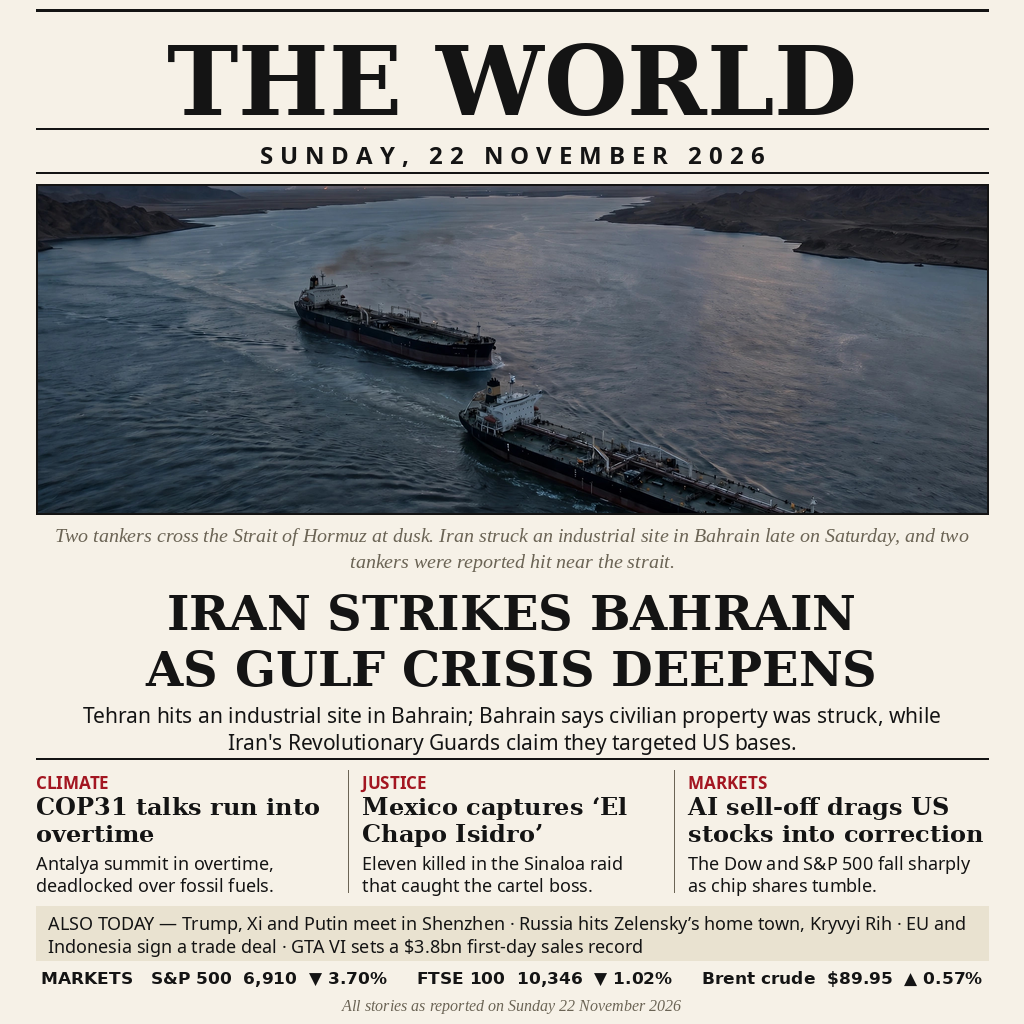 THE WORLD
SUNDAY, 22 NOVEMBER 2026
Two tankers cross the Strait of Hormuz at dusk. Iran struck an industrial site in Bahrain late on Saturday, and two
tankers were reported hit near the strait.
IRAN STRIKES BAHRAIN
AS GULF CRISIS DEEPENS
Tehran hits an industrial site in Bahrain; Bahrain says civilian property was struck, while
Iran's Revolutionary Guards claim they targeted US bases.
CLIMATE
COP31 talks run into
overtime
Antalya summit in overtime,
deadlocked over fossil fuels.
JUSTICE
Mexico captures ‘El
Chapo Isidro’
Eleven killed in the Sinaloa raid
that caught the cartel boss.
MARKETS
AI sell-off drags US
stocks into correction
The Dow and S&P 500 fall sharply
as chip shares tumble.
ALSO TODAY — Trump, Xi and Putin meet in Shenzhen · Russia hits Zelensky’s home town, Kryvyi Rih · EU and
Indonesia sign a trade deal · GTA VI sets a $3.8bn first-day sales record
MARKETS S&P 500 6,910 ▼ 3.70% FTSE 100 10,346 ▼ 1.02% Brent crude $89.95 ▲ 0.57%
All stories as reported on Sunday 22 November 2026